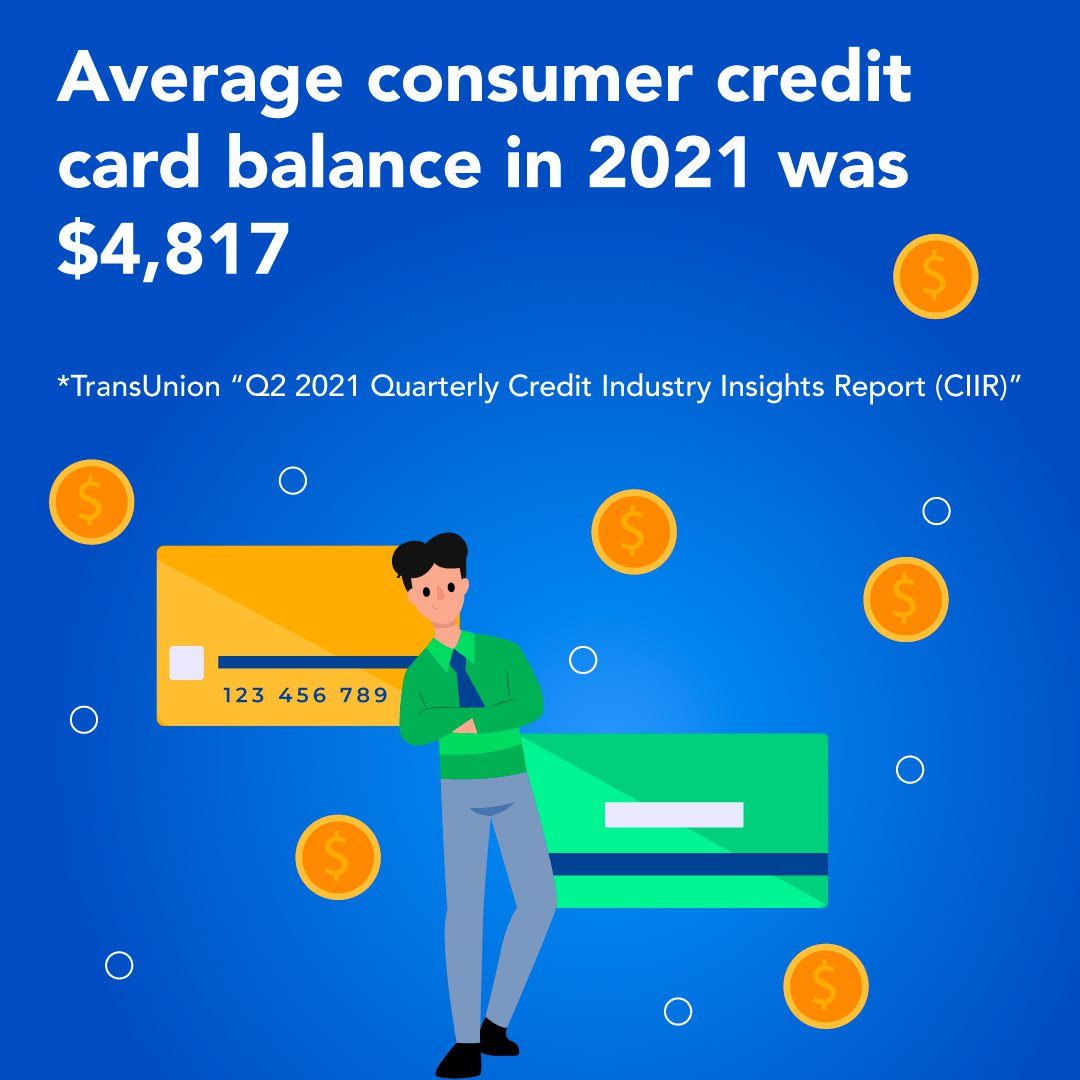 Average consumer credit
card balance in 2021 was
$4,817
*TransUnion “Q2 2021 Quarterly Credit Industry Insights Report (CIIR)”
$
$
$
$
123 456 789
$
$